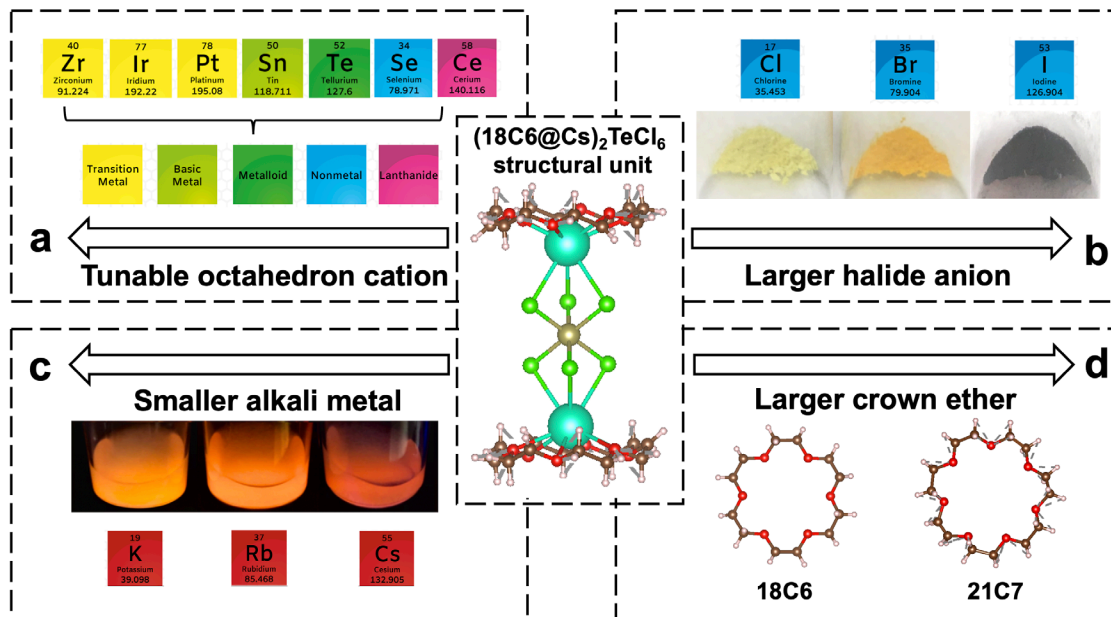 40
Zr
Zirconium
91.224
77
Ir
Iridium
192.22
78
Pt
Platinum
195.08
50
Sn
Tin
118.711
52
Te
Tellurium
127.6
34
Se
Selenium
78.971
58
Ce
Cerium
140.116
Transition
Metal
Basic
Metal
Metalloid
Nonmetal
Lanthanide
a
Tunable octahedron cation
(18C6@Cs)₂TeCl₆
structural unit
17
Cl
Chlorine
35.453
35
Br
Bromine
79.904
53
I
Iodine
126.904
b
Larger halide anion
c
Smaller alkali metal
19
K
Potassium
39.098
37
Rb
Rubidium
85.468
55
Cs
Cesium
132.905
d
Larger crown ether
18C6
21C7